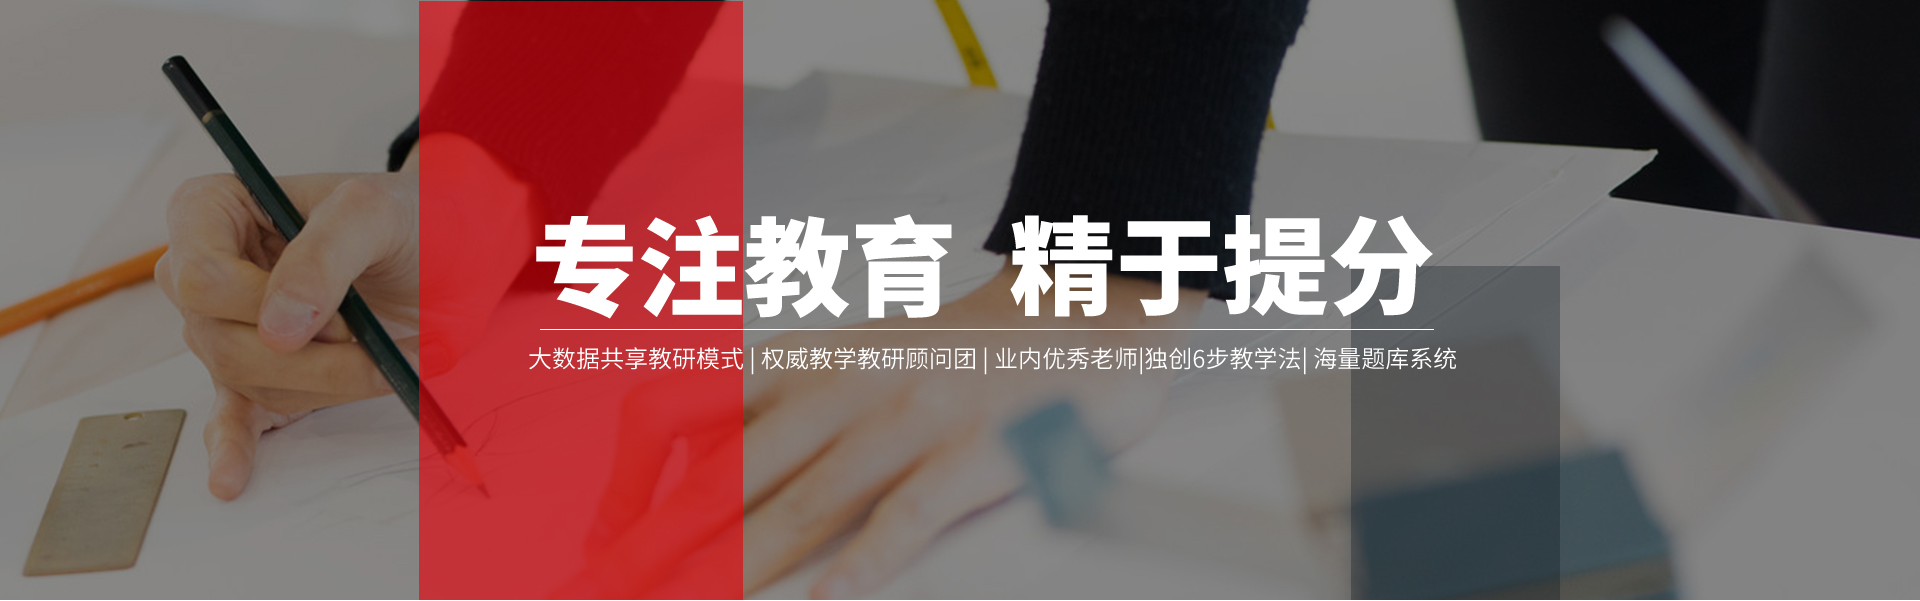 专注教育 精于提分
大数据共享教研模式 | 权威教学教研顾问团 | 业内优秀老师|独创6步教学法| 海量题库系统